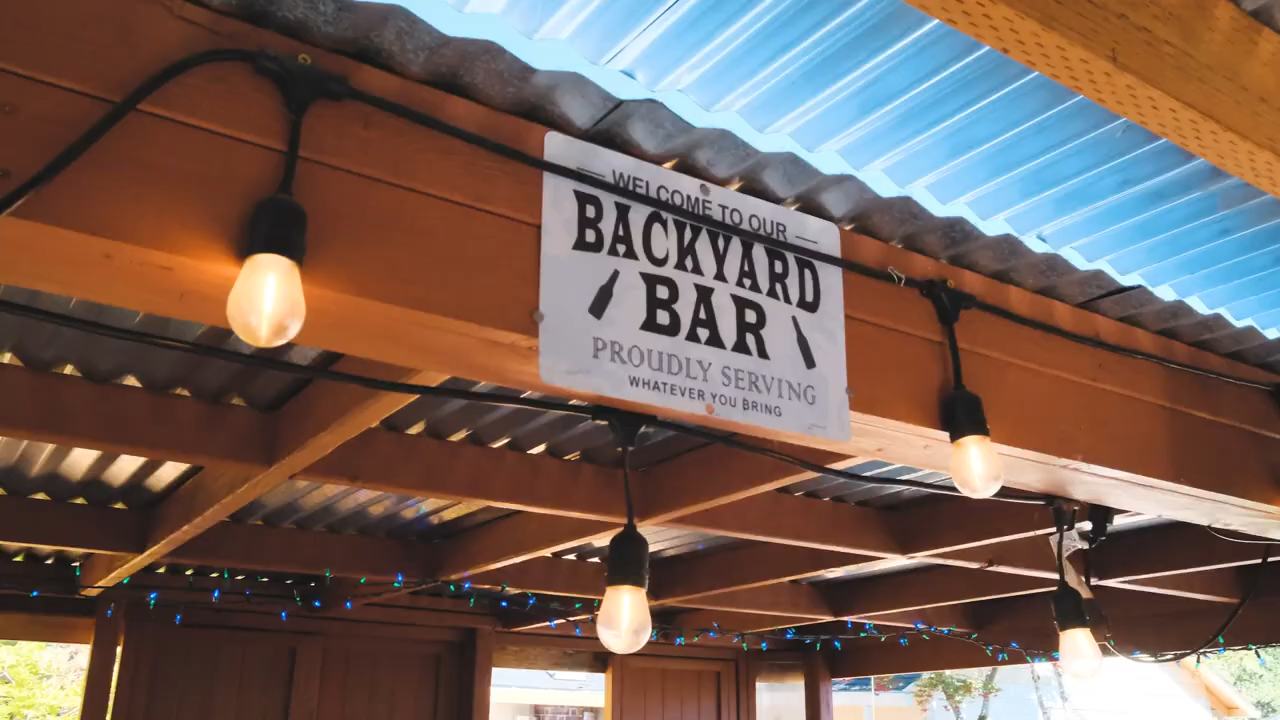 WELCOME TO OUR
BACKYARD
BAR
PROUDLY SERVING
WHATEVER YOU BRING